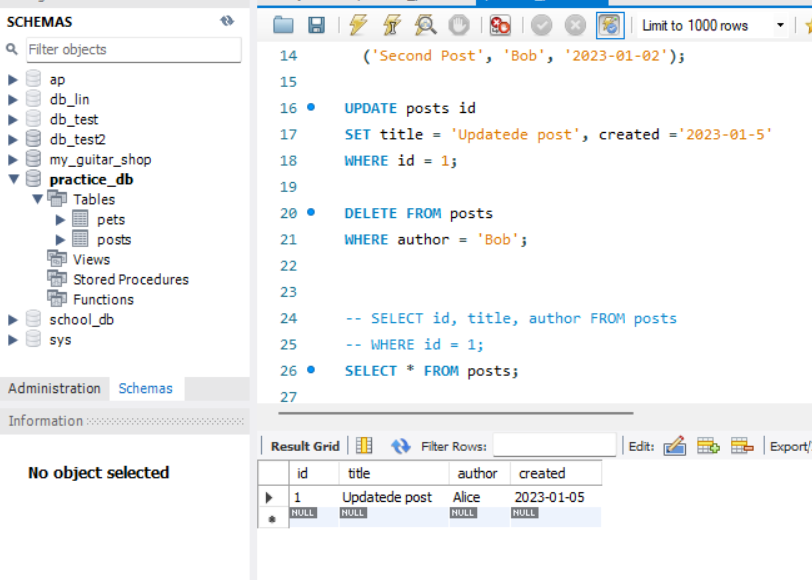 SCHEMAS
Filter objects
ap
db_lin
db_test
db_test2
my_guitar_shop
practice_db
Tables
pets
posts
Views
Stored Procedures
Functions
school_db
sys
Administration Schemas
Information
No object selected
Limit to 1000 rows
14 ('Second Post', 'Bob', '2023-01-02');
15
16 UPDATE posts id
17 SET title = 'Updatede post', created ='2023-01-5'
18 WHERE id = 1;
19
20 DELETE FROM posts
21 WHERE author = 'Bob';
22
23
24 -- SELECT id, title, author FROM posts
25 -- WHERE id = 1;
26 SELECT * FROM posts;
27
Result Grid Filter Rows: Edit: Export/
id title author created
1 Updatede post Alice 2023-01-05
NULL NULL NULL NULL